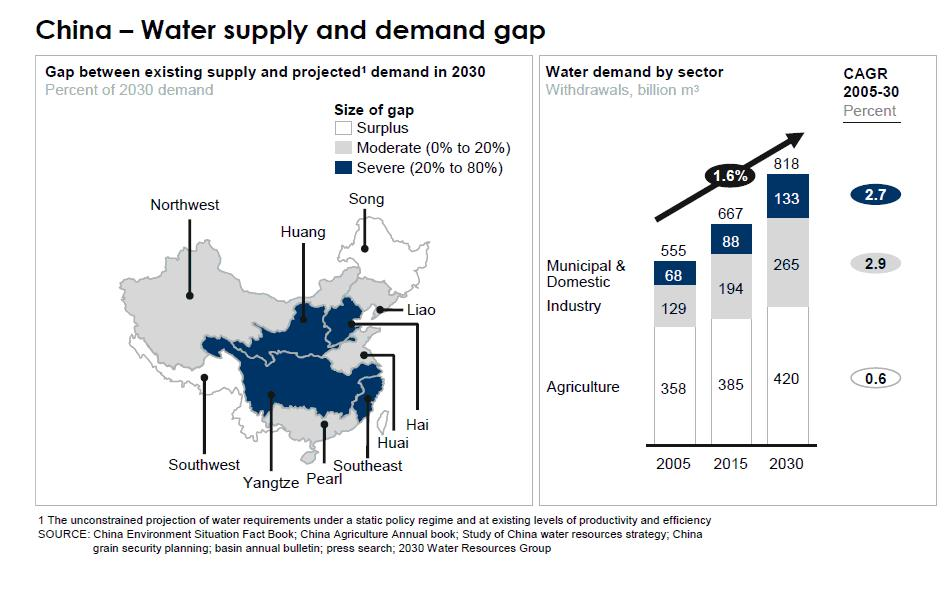 China – Water supply and demand gap
Gap between existing supply and projected¹ demand in 2030
Percent of 2030 demand
Size of gap
Surplus
Moderate (0% to 20%)
Severe (20% to 80%)
Northwest
Song
Huang
Liao
Hai
Huai
Southeast
Pearl
Yangtze
Southwest
Water demand by sector
Withdrawals, billion m³
CAGR
2005-30
Percent
1.6%
818
667
555
133
88
68
2.7
Municipal &
Domestic
265
194
129
2.9
Industry
Agriculture
358
385
420
0.6
2005
2015
2030
1 The unconstrained projection of water requirements under a static policy regime and at existing levels of productivity and efficiency
SOURCE: China Environment Situation Fact Book; China Agriculture Annual book; Study of China water resources strategy; China
grain security planning; basin annual bulletin; press search; 2030 Water Resources Group